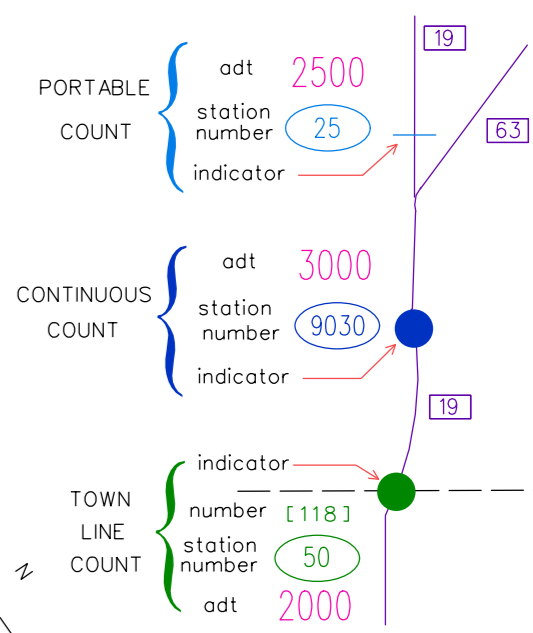 19
adt 2500
PORTABLE
COUNT
station
number 25
63
indicator
adt 3000
CONTINUOUS
COUNT
station
number 9030
indicator
19
indicator
TOWN
LINE
COUNT
number [118]
station
number 50
adt 2000
N